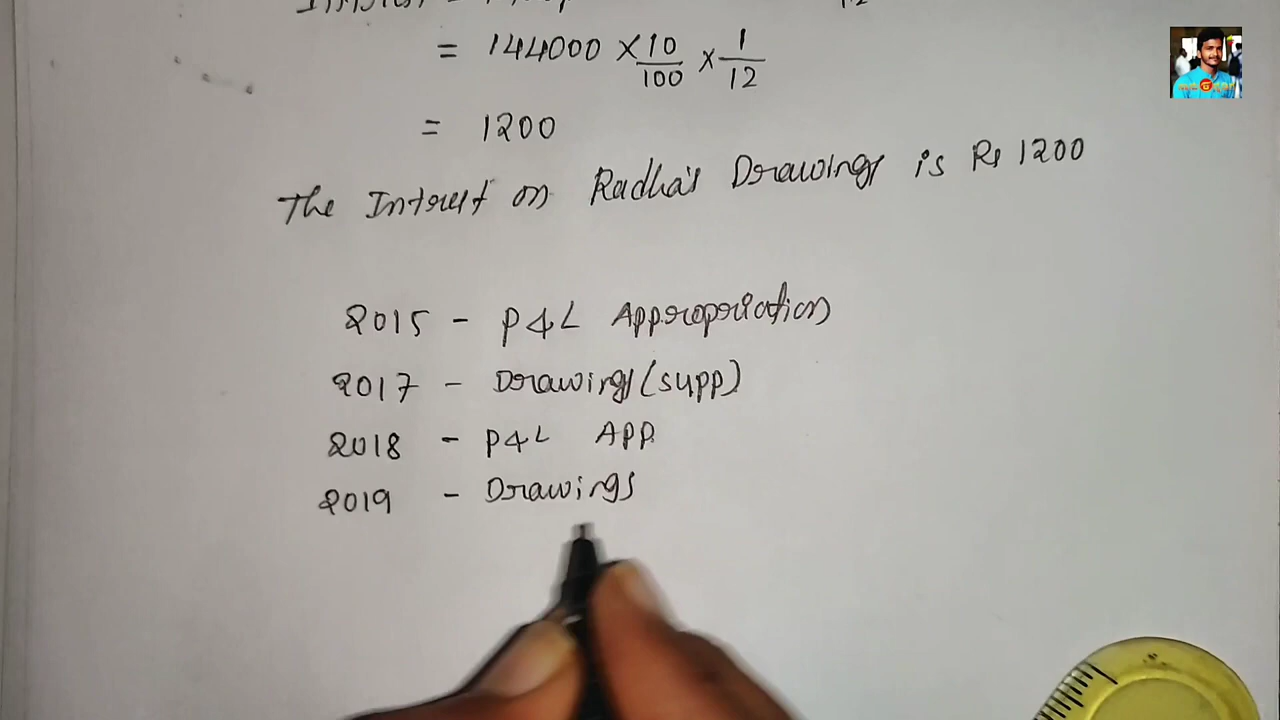 = 144000 × 10/100 × 1/12
= 1200
The Interest on Radha's Drawings is Rs 1200
2015 - P&L Appropriation
2017 - Drawings (supp)
2018 - P&L APP
2019 - Drawings